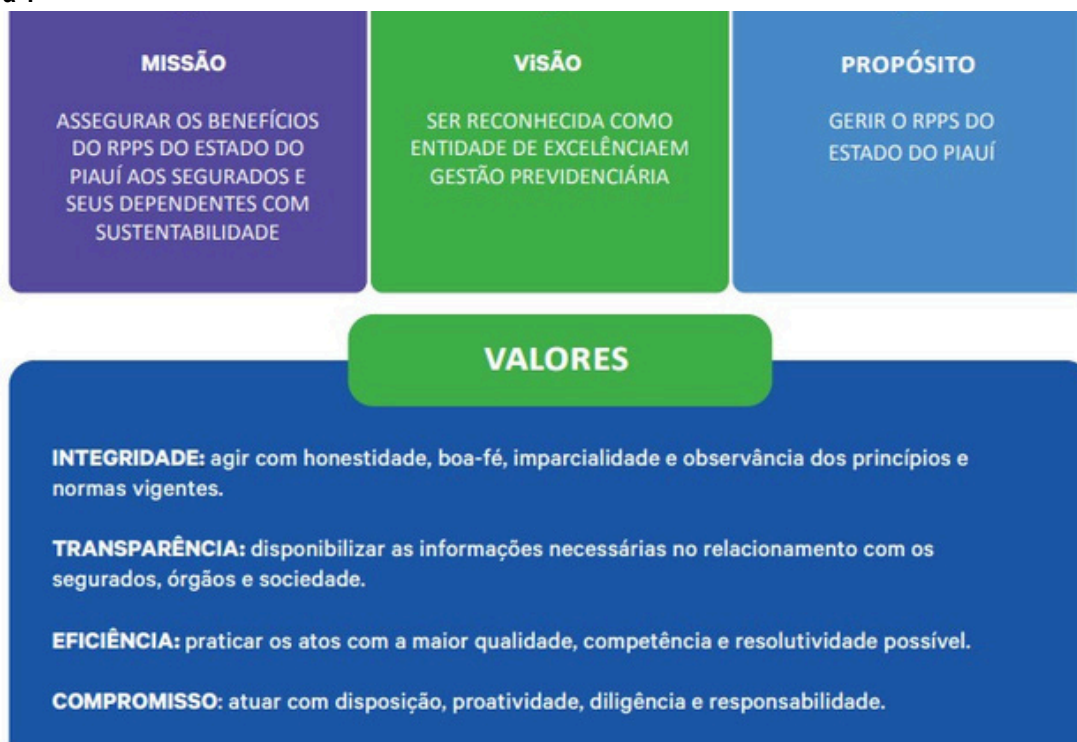 MISSÃO
ASSEGURAR OS BENEFÍCIOS
DO RPPS DO ESTADO DO
PIAUÍ AOS SEGURADOS E
SEUS DEPENDENTES COM
SUSTENTABILIDADE
ViSÃO
SER RECONHECIDA COMO
ENTIDADE DE EXCELÊNCIAEM
GESTÃO PREVIDENCIÁRIA
PROPÓSITO
GERIR O RPPS DO
ESTADO DO PIAUÍ
VALORES
INTEGRIDADE: agir com honestidade, boa-fé, imparcialidade e observância dos princípios e
normas vigentes.
TRANSPARÊNCIA: disponibilizar as informações necessárias no relacionamento com os
segurados, órgãos e sociedade.
EFICIÊNCIA: praticar os atos com a maior qualidade, competência e resolutividade possível.
COMPROMISSO: atuar com disposição, proatividade, diligência e responsabilidade.